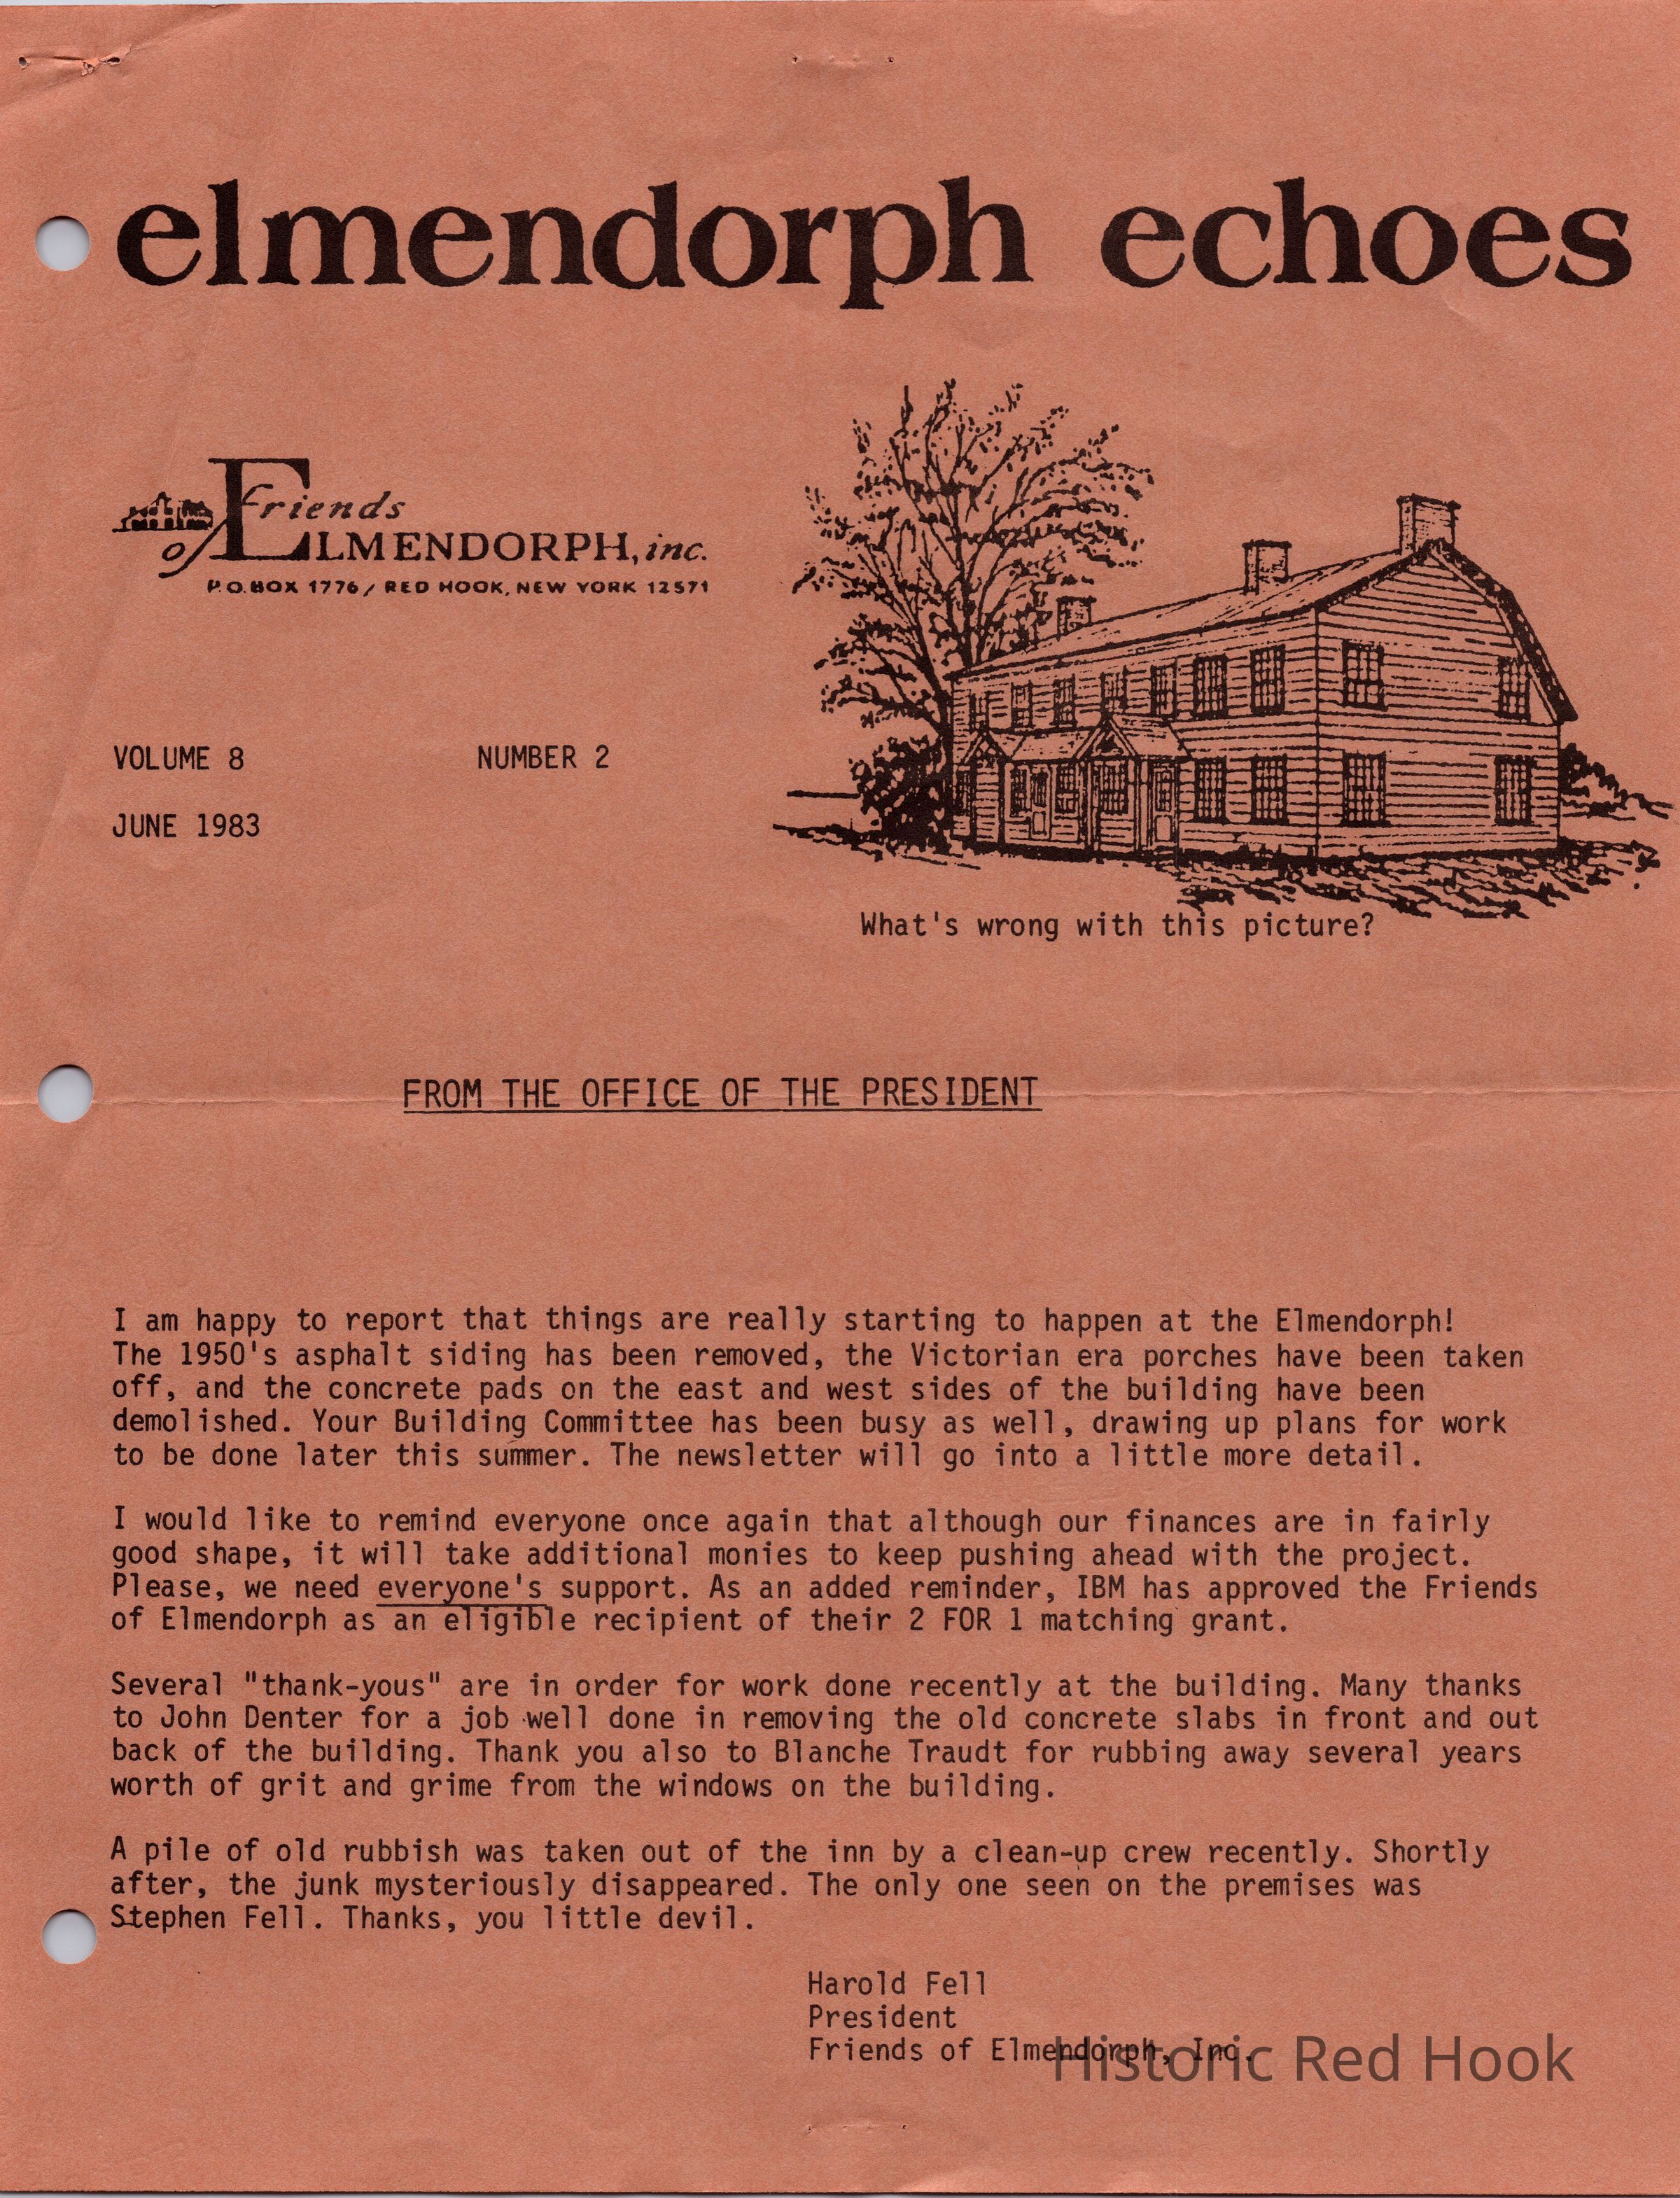 elmendorph echoes
Friends
of ELMENDORPH, inc.
P.O. BOX 1776 / RED HOOK, NEW YORK 12571
VOLUME 8 NUMBER 2
JUNE 1983
What's wrong with this picture?
FROM THE OFFICE OF THE PRESIDENT
I am happy to report that things are really starting to happen at the Elmendorph!
The 1950's asphalt siding has been removed, the Victorian era porches have been taken
off, and the concrete pads on the east and west sides of the building have been
demolished. Your Building Committee has been busy as well, drawing up plans for work
to be done later this summer. The newsletter will go into a little more detail.
I would like to remind everyone once again that although our finances are in fairly
good shape, it will take additional monies to keep pushing ahead with the project.
Please, we need everyone's support. As an added reminder, IBM has approved the Friends
of Elmendorph as an eligible recipient of their 2 FOR 1 matching grant.
Several "thank-yous" are in order for work done recently at the building. Many thanks
to John Denter for a job well done in removing the old concrete slabs in front and out
back of the building. Thank you also to Blanche Traudt for rubbing away several years
worth of grit and grime from the windows on the building.
A pile of old rubbish was taken out of the inn by a clean-up crew recently. Shortly
after, the junk mysteriously disappeared. The only one seen on the premises was
Stephen Fell. Thanks, you little devil.
Harold Fell
President
Friends of Elmendorph, Inc.
Historic Red Hook